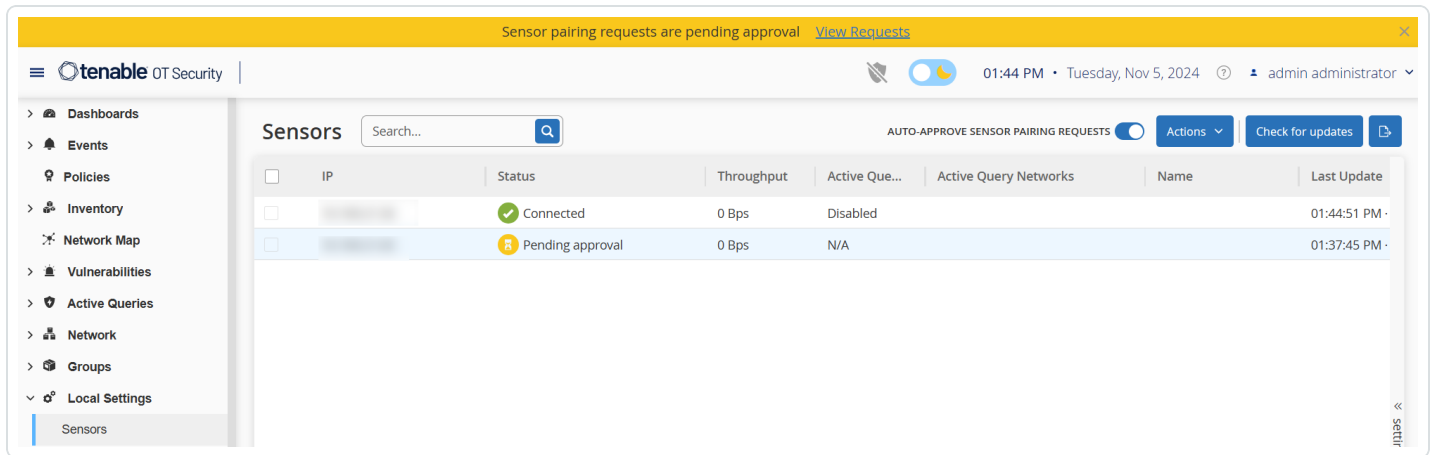 Sensor pairing requests are pending approval View Requests
tenable OT Security
01:44 PM • Tuesday, Nov 5, 2024 ? admin administrator
Dashboards
Events
Policies
Inventory
Network Map
Vulnerabilities
Active Queries
Network
Groups
Local Settings
Sensors
Sensors Search... AUTO-APPROVE SENSOR PAIRING REQUESTS Actions Check for updates
IP Status Throughput Active Que... Active Query Networks Name Last Update
Connected 0 Bps Disabled 01:44:51 PM ·
Pending approval 0 Bps N/A 01:37:45 PM ·
« settin